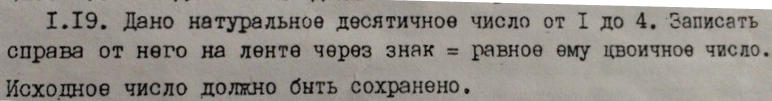 I.I9. Дано натуральное десятичное число от I до 4. Записать
справа от него на ленте через знак = равное ему цвоичное число.
Исходное число должно быть сохранено.